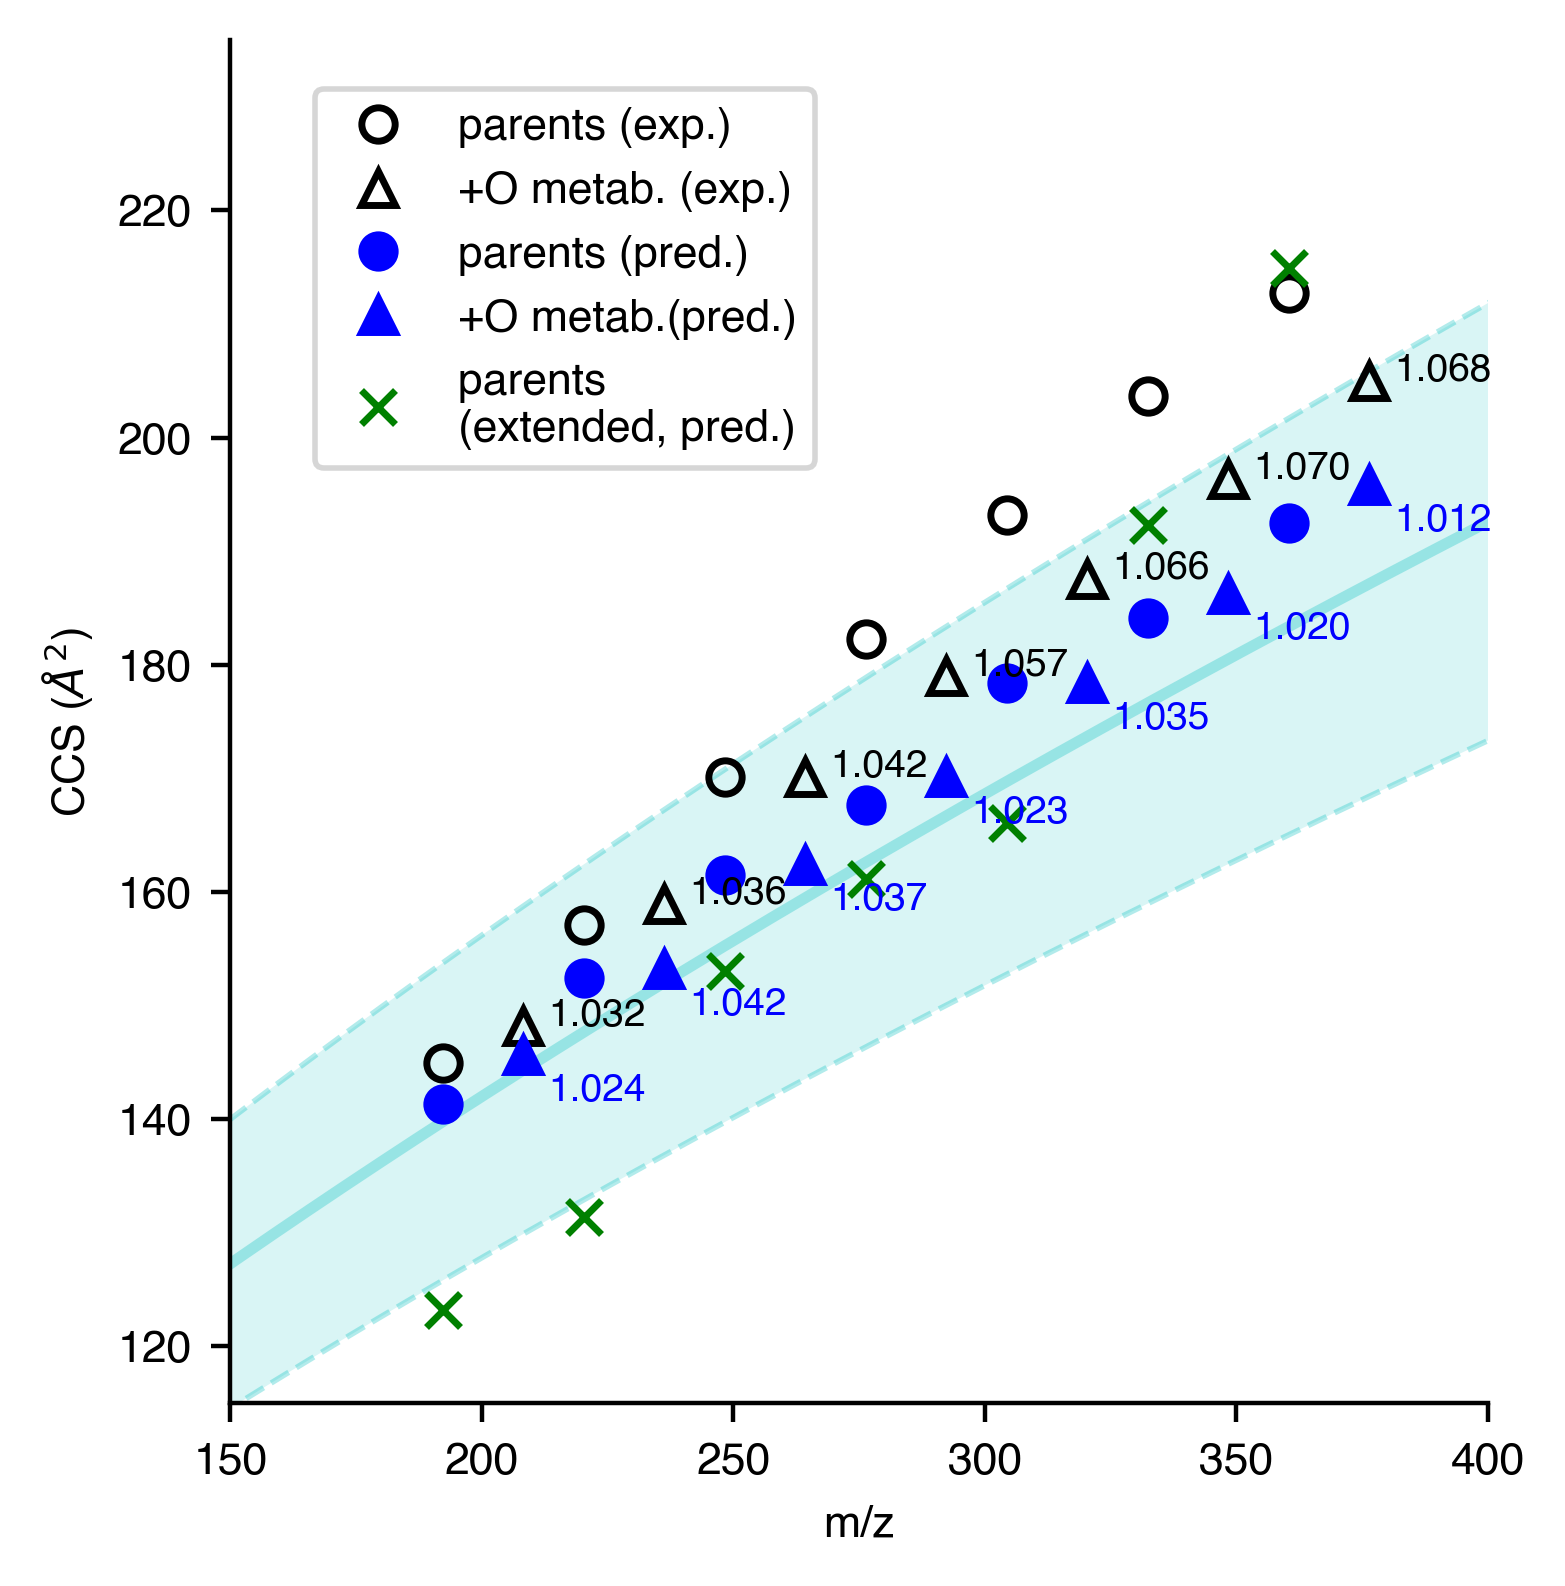 parents (exp.)
+O metab. (exp.)
parents (pred.)
+O metab.(pred.)
parents
(extended, pred.)
220
200
180
160
140
120
CCS (Å ²)
1.068
1.070
1.012
1.066
1.020
1.057
1.035
1.042
1.023
1.036
1.037
1.032
1.042
1.024
150 200 250 300 350 400
m/z